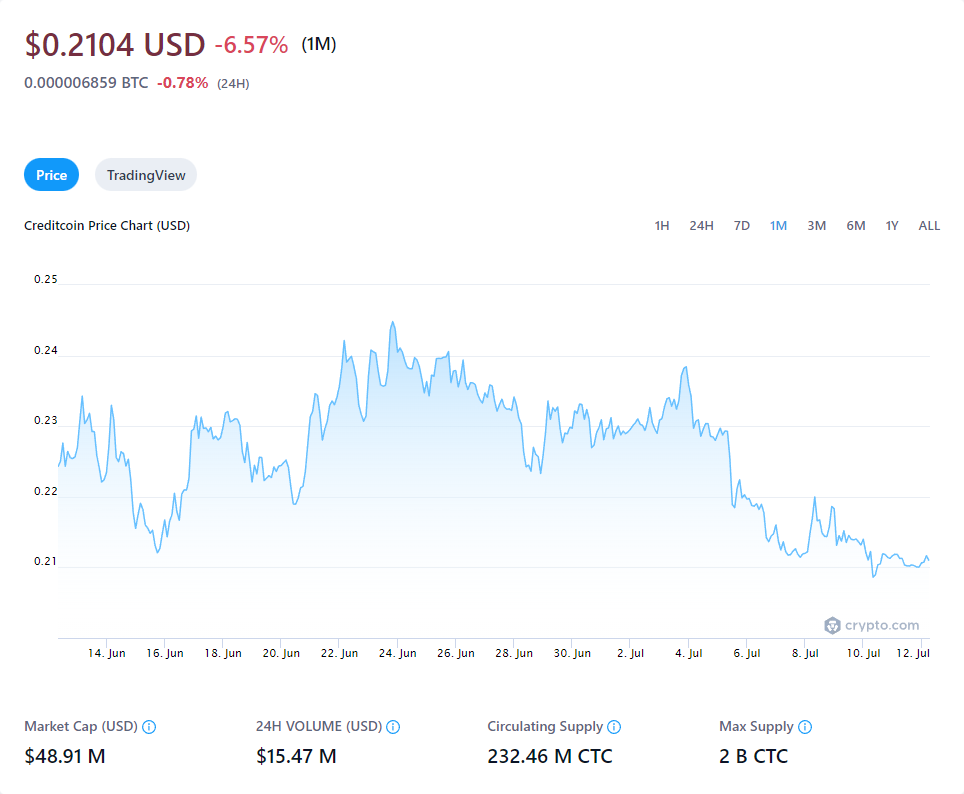 $0.2104 USD -6.57% (1M)
0.000006859 BTC -0.78% (24H)
Price TradingView
Creditcoin Price Chart (USD) 1H 24H 7D 1M 3M 6M 1Y ALL
0.25
0.24
0.23
0.22
0.21
crypto.com
14. Jun 16. Jun 18. Jun 20. Jun 22. Jun 24. Jun 26. Jun 28. Jun 30. Jun 2. Jul 4. Jul 6. Jul 8. Jul 10. Jul 12. Jul
Market Cap (USD) 24H VOLUME (USD) Circulating Supply Max Supply
$48.91 M $15.47 M 232.46 M CTC 2 B CTC